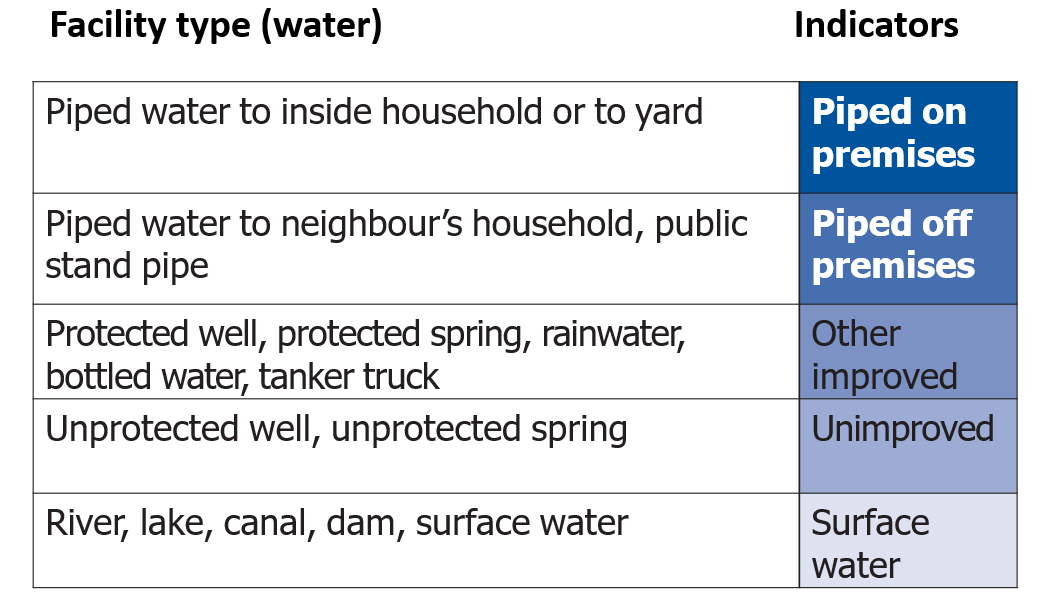 Facility type (water)
Indicators
Piped water to inside household or to yard
Piped on
premises
Piped water to neighbour’s household, public
stand pipe
Piped off
premises
Protected well, protected spring, rainwater,
bottled water, tanker truck
Other
improved
Unprotected well, unprotected spring
Unimproved
River, lake, canal, dam, surface water
Surface
water